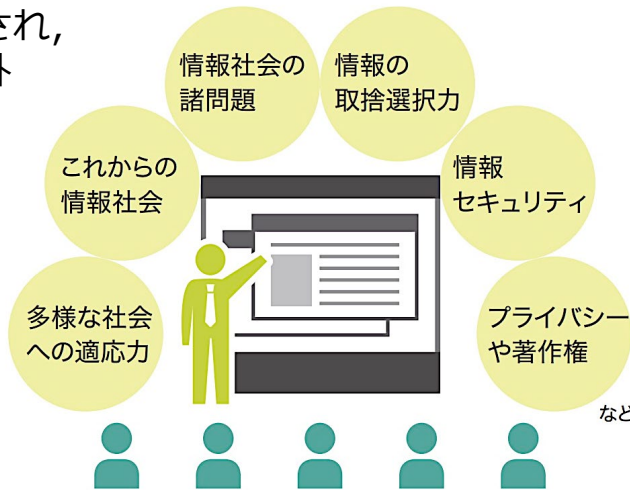 され,
外
情報社会の
諸問題
情報の
取捨選択力
これからの
情報社会
情報
セキュリティ
多様な社会
への適応力
プライバシー
や著作権
など